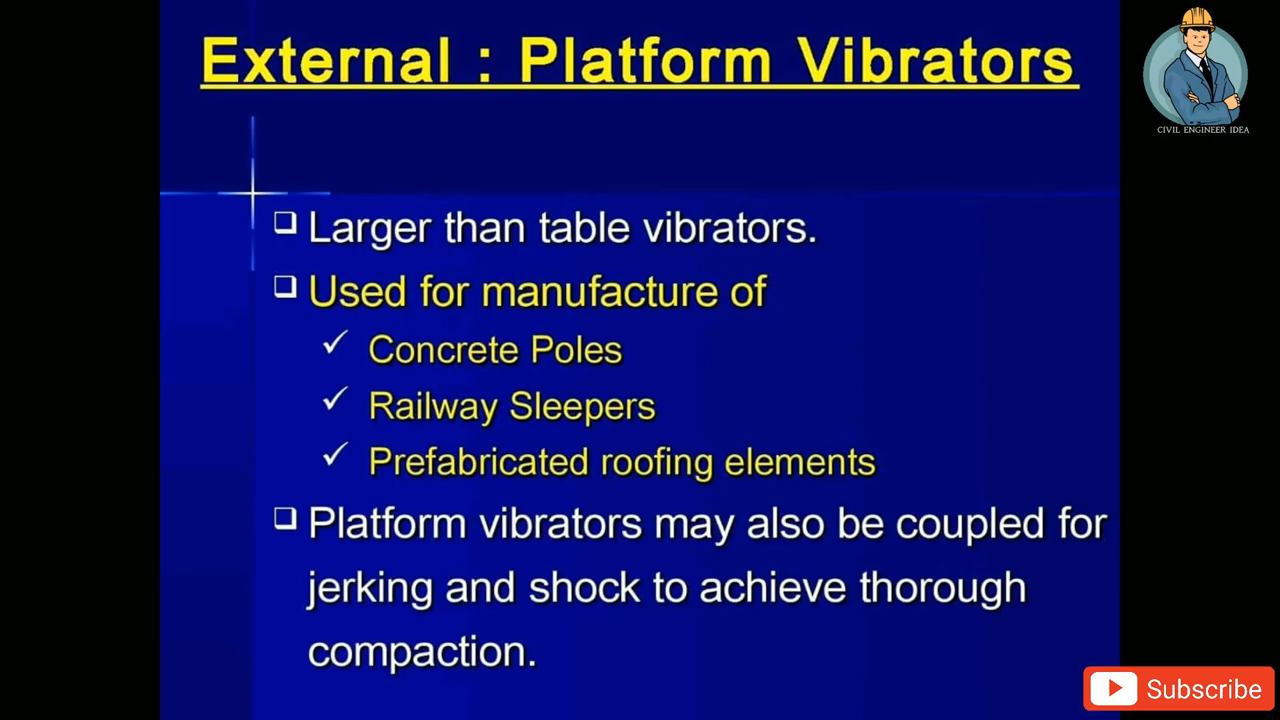 External : Platform Vibrators
CIVIL ENGINEER IDEA
Larger than table vibrators.
Used for manufacture of
Concrete Poles
Railway Sleepers
Prefabricated roofing elements
Platform vibrators may also be coupled for
jerking and shock to achieve thorough
compaction.
Subscribe